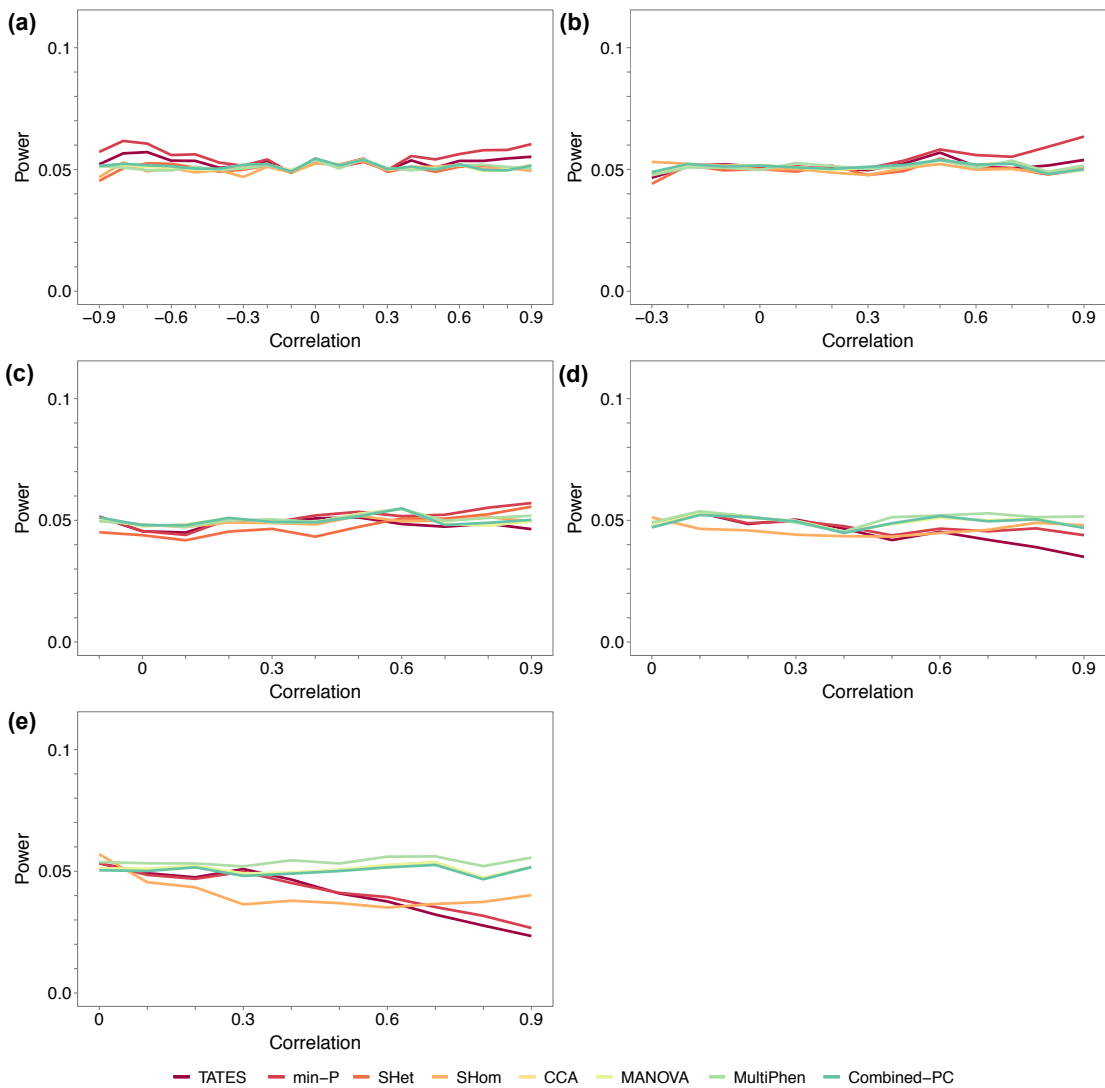 (a)
0.1
0.05
0.0
Power
−0.9 −0.6 −0.3 0 0.3 0.6 0.9
Correlation
(b)
0.1
0.05
0.0
Power
−0.3 0 0.3 0.6 0.9
Correlation
(c)
0.1
0.05
0.0
Power
0 0.3 0.6 0.9
Correlation
(d)
0.1
0.05
0.0
Power
0 0.3 0.6 0.9
Correlation
(e)
0.1
0.05
0.0
Power
0 0.3 0.6 0.9
Correlation
TATES min−P SHet SHom CCA MANOVA MultiPhen Combined−PC